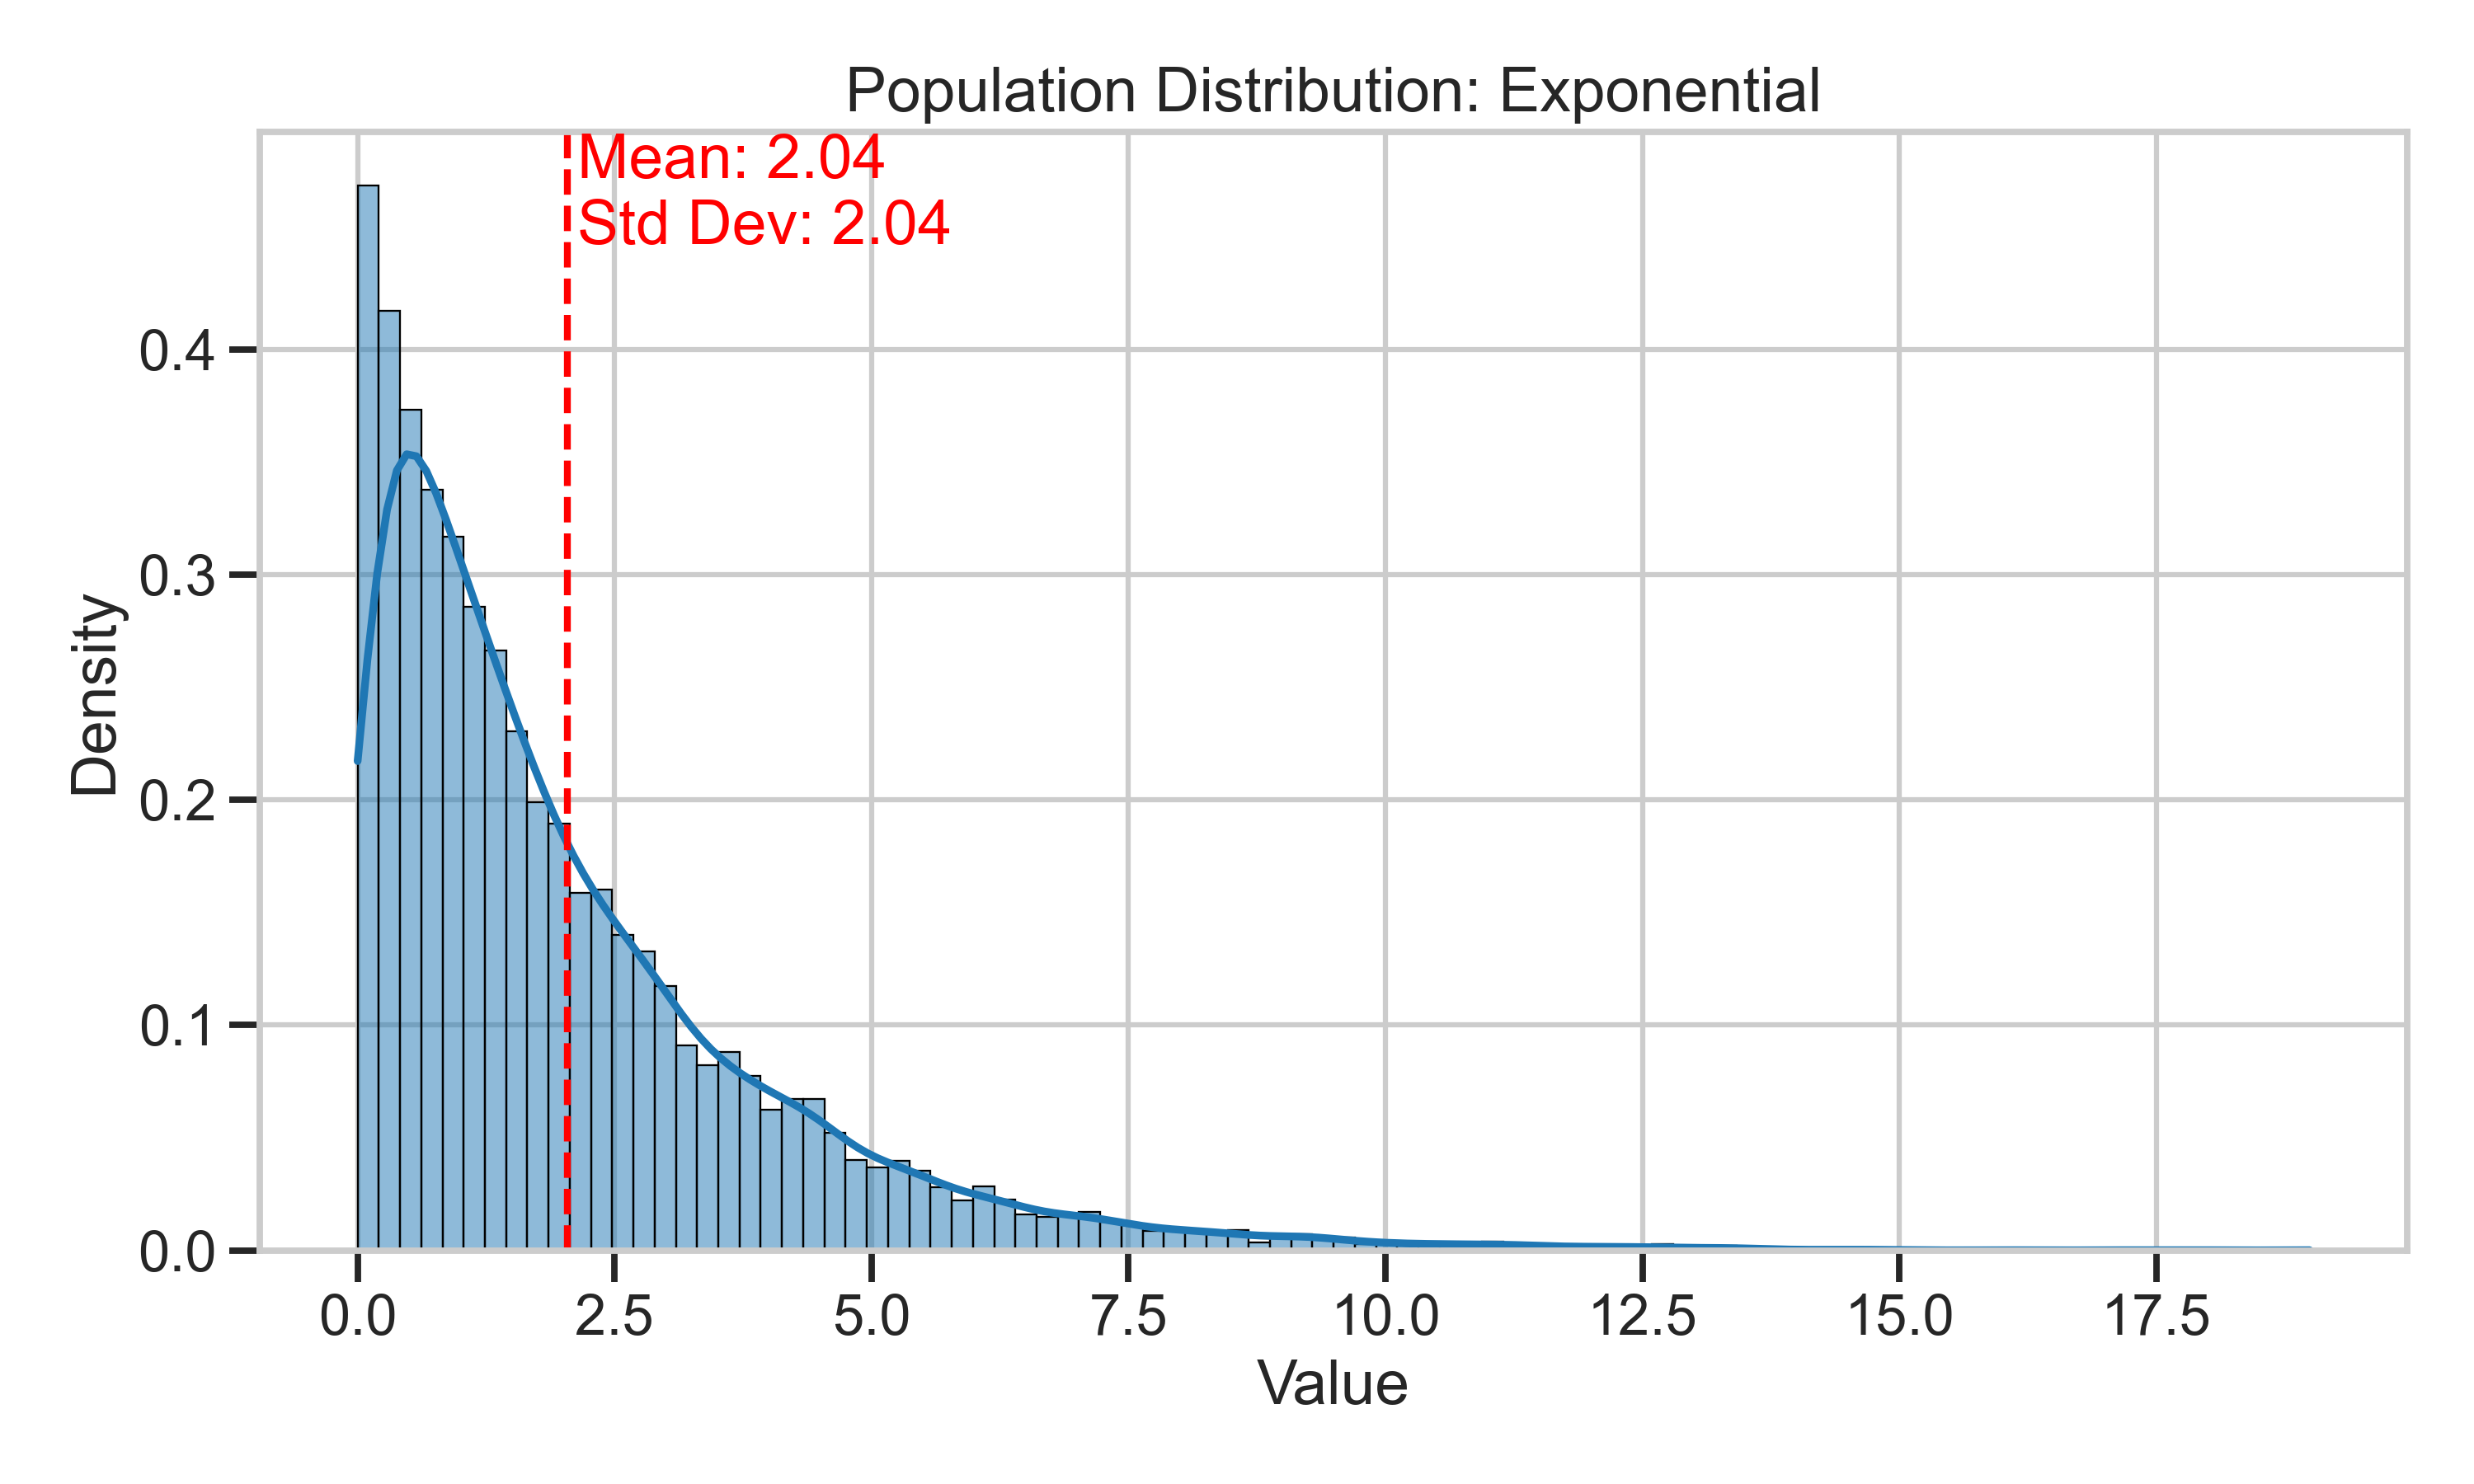 Population Distribution: Exponential
Mean: 2.04
Std Dev: 2.04
Density
0.4
0.3
0.2
0.1
0.0
0.0 2.5 5.0 7.5 10.0 12.5 15.0 17.5
Value